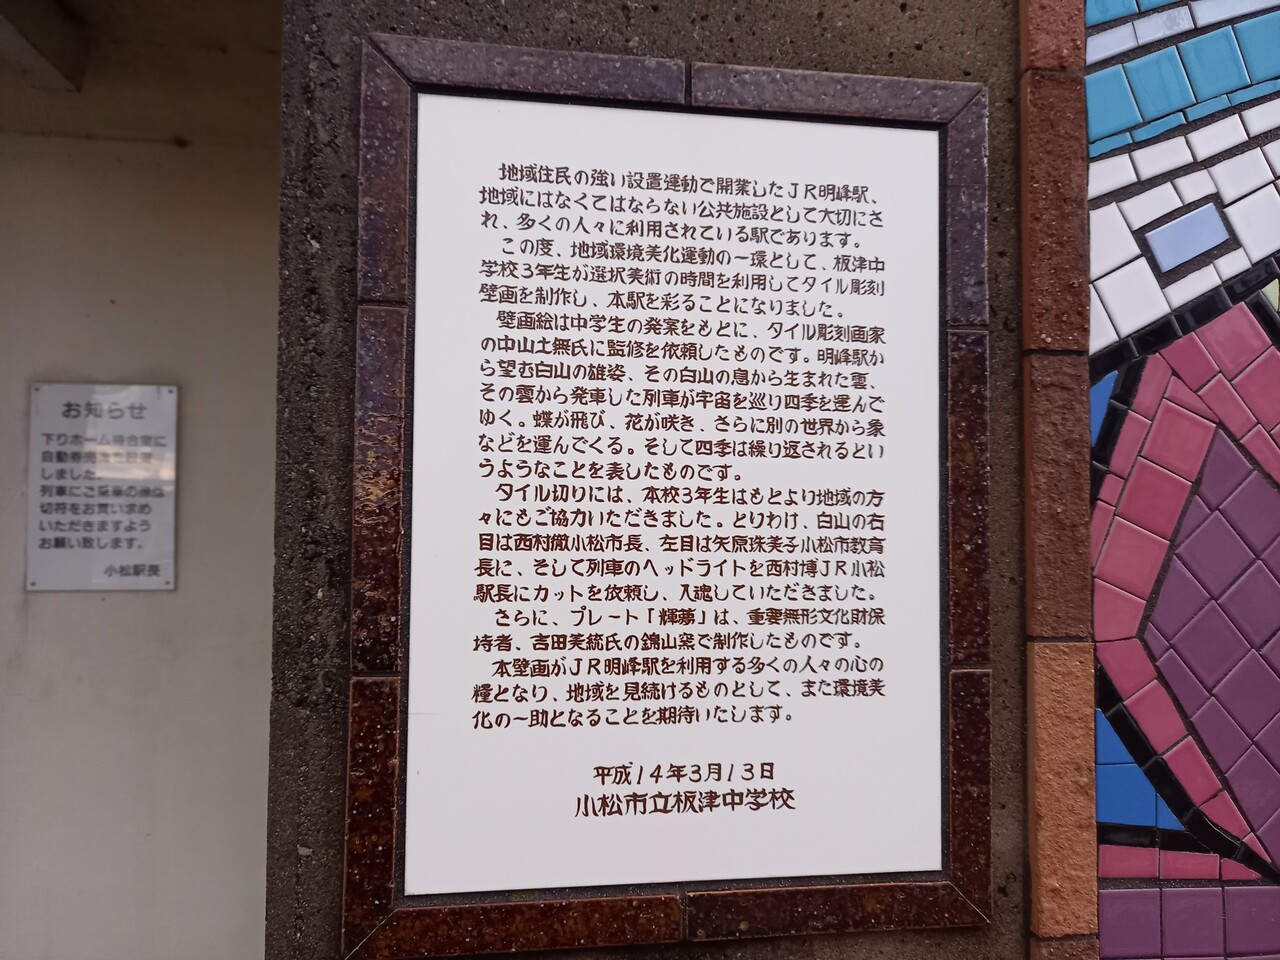 お知らせ
下りホーム待合室に
自動券売機を設置
しました。
列車にご乗車の際は
切符をお買い求め
いただきますよう
お願い致します。
小松駅長
地域住民の強い設置運動で開業したＪＲ明峰駅、
地域にはなくてはならない公共施設として大切にさ
れ、多くの人々に利用されている駅であります。
この度、地域環境美化運動の一環として、板津中
学校３年生が選択美術の時間を利用してタイル彫刻
壁画を制作し、本駅を彩ることになりました。
壁画絵は中学生の発案をもとに、タイル彫刻画家
の中山土無氏に監修を依頼したものです。明峰駅か
ら望む白山の雄姿、その白山の息から生まれた雲、
その雲から発車した列車が宇宙を巡り四季を運んで
ゆく。蝶が飛び、花が咲き、さらに別の世界から象
などを運んでくる。そして四季は繰り返されるとい
うようなことを表したものです。
タイル切りには、本校３年生はもとより地域の方
々にもご協力いただきました。とりわけ、白山の右
目は西村徹小松市長、左目は矢原珠美子小松市教育
長に、そして列車のヘッドライトを西村博ＪＲ小松
駅長にカットを依頼し、入魂していただきました。
さらに、プレート「輝夢」は、重要無形文化財保
持者、吉田美統氏の錦山窯で制作したものです。
本壁画がＪＲ明峰駅を利用する多くの人々の心の
糧となり、地域を見続けるものとして、また環境美
化の一助となることを期待いたします。
平成１４年３月１３日
小松市立板津中学校